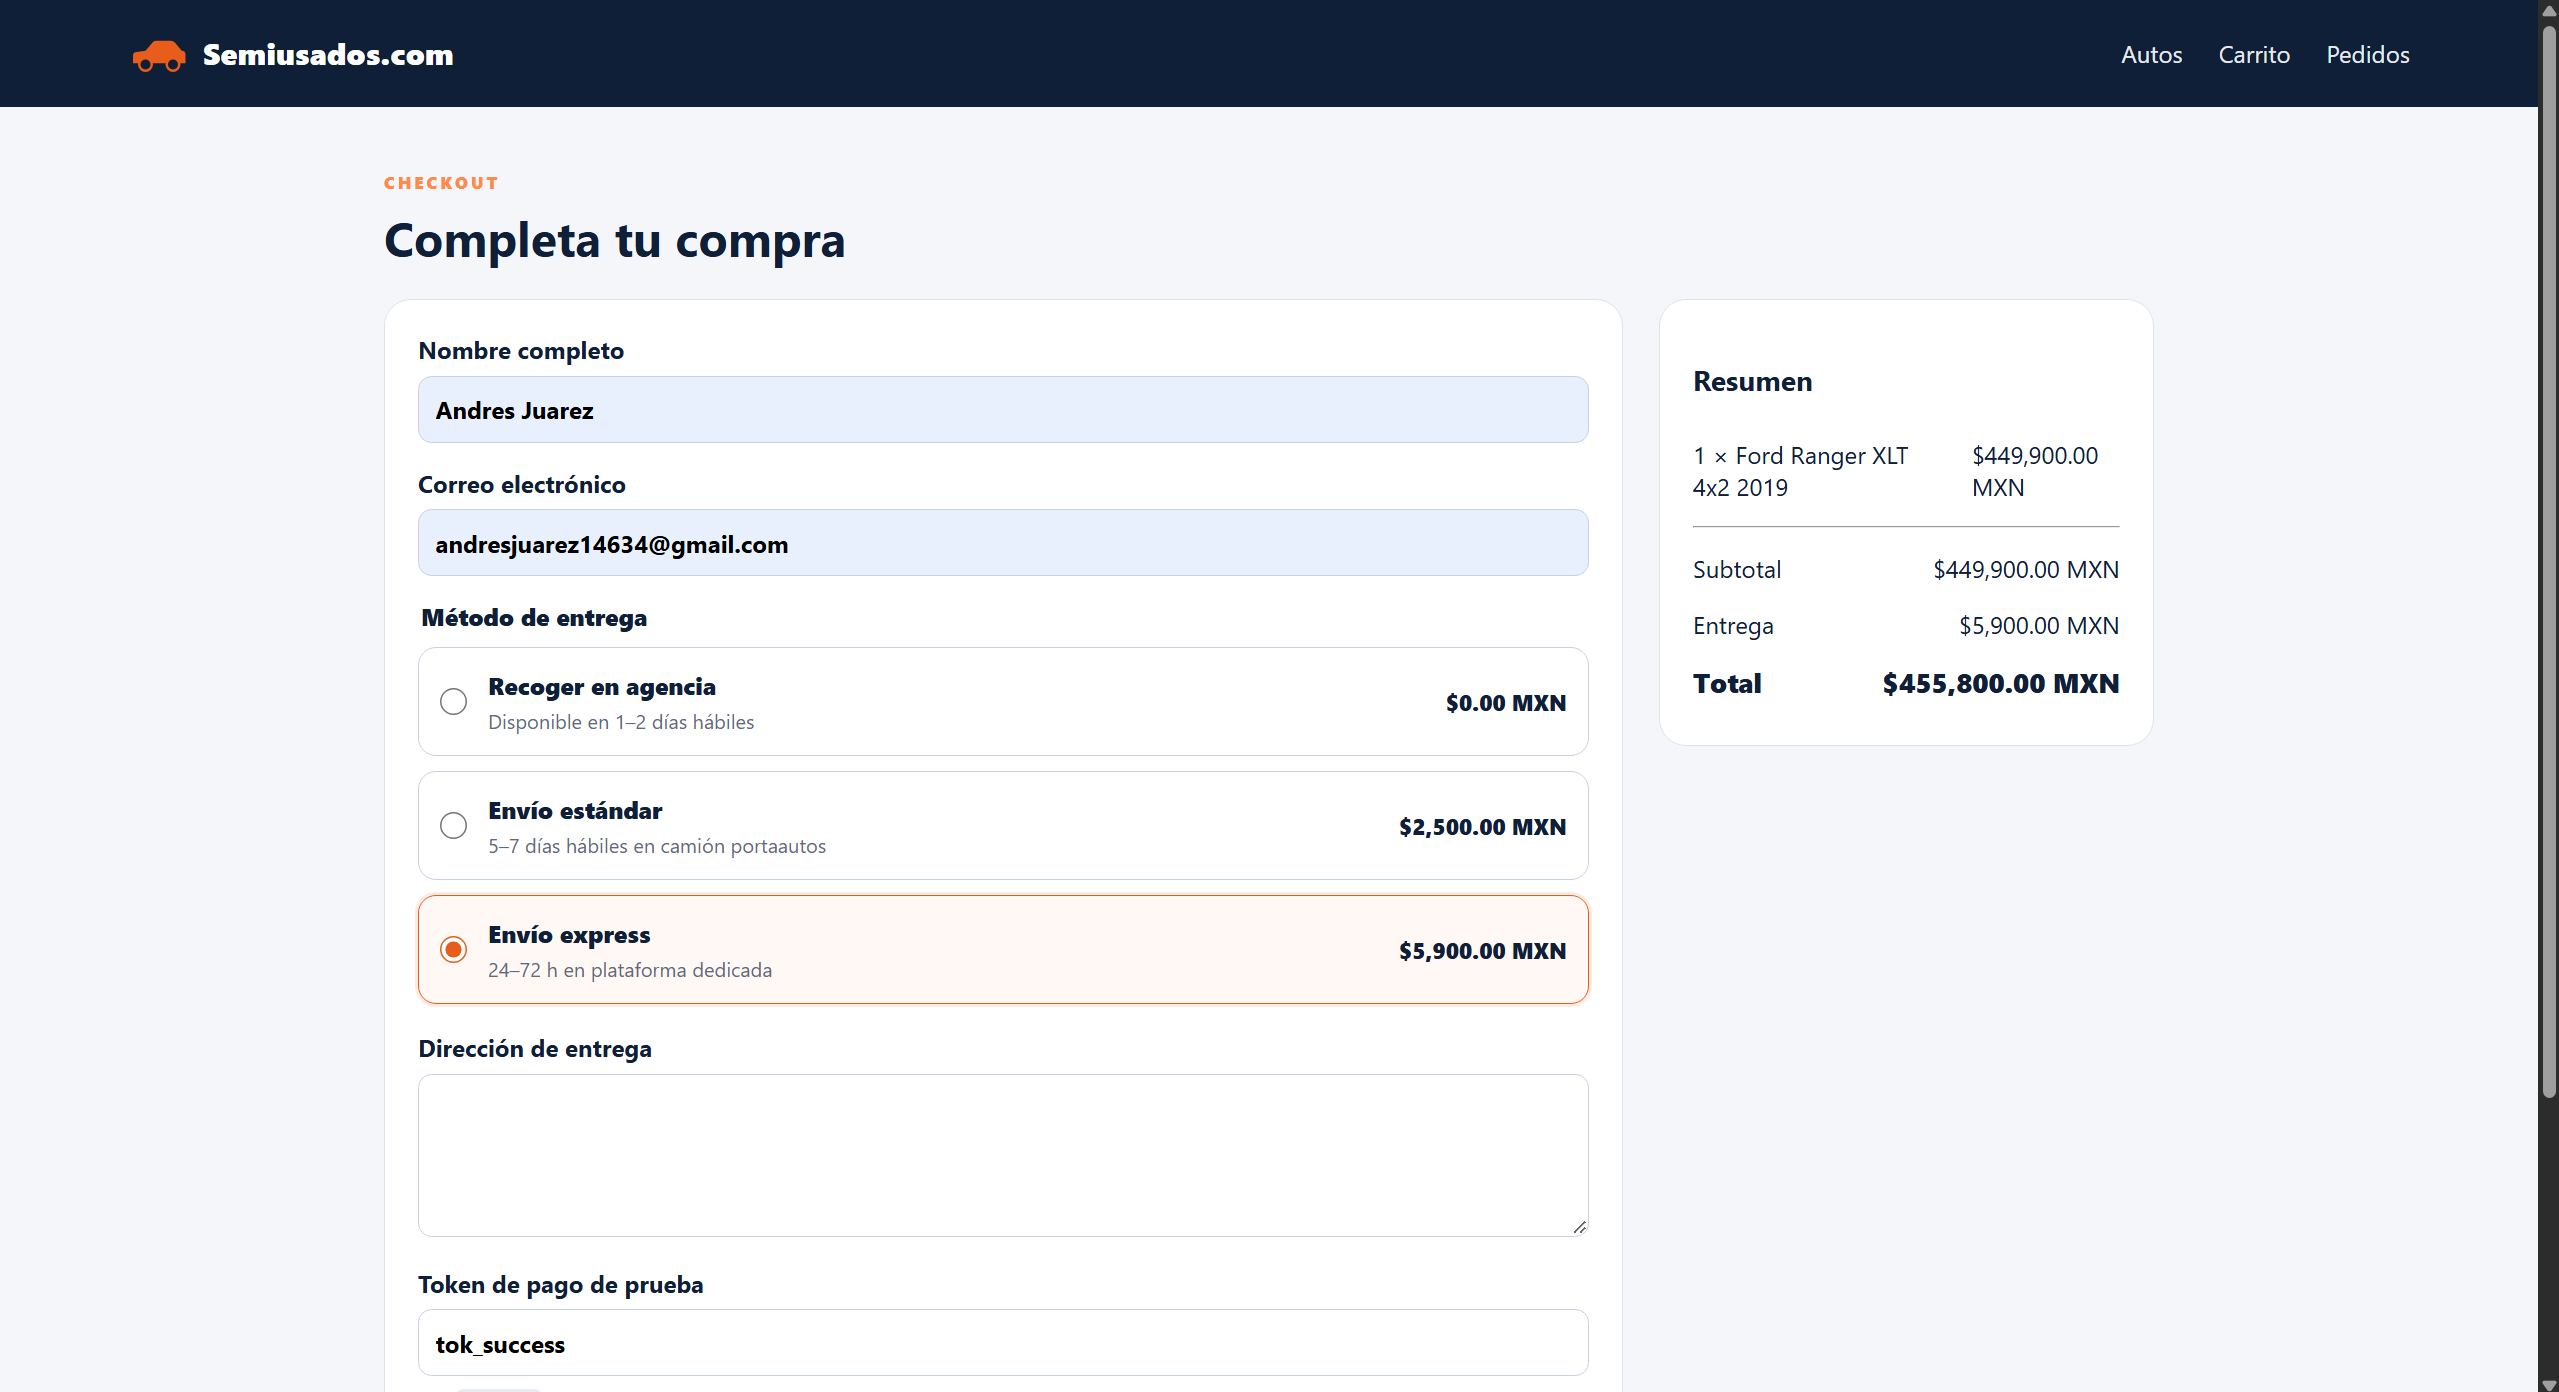 Semiusados.com
Autos
Carrito
Pedidos
CHECKOUT
Completa tu compra
Nombre completo
Andres Juarez
Correo electrónico
andresjuarez14634@gmail.com
Método de entrega
Recoger en agencia
Disponible en 1–2 días hábiles
$0.00 MXN
Envío estándar
5–7 días hábiles en camión portaautos
$2,500.00 MXN
Envío express
24–72 h en plataforma dedicada
$5,900.00 MXN
Dirección de entrega
Token de pago de prueba
tok_success
Resumen
1 × Ford Ranger XLT
4x2 2019
$449,900.00
MXN
Subtotal
$449,900.00 MXN
Entrega
$5,900.00 MXN
Total
$455,800.00 MXN